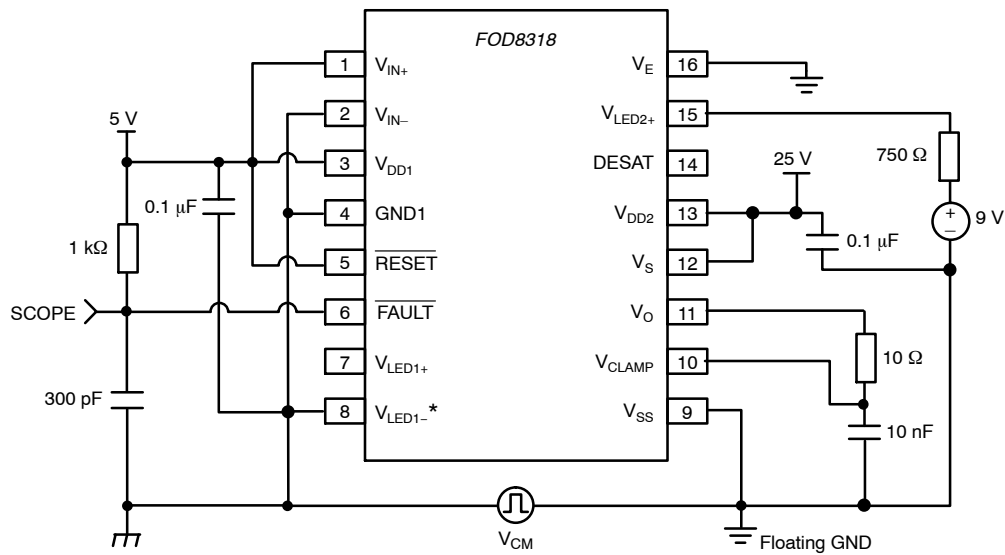 FOD8318
1 V_IN+
2 V_IN–
3 V_DD1
4 GND1
5 RESET
6 FAULT
7 V_LED1+
8 V_LED1–*
V_E 16
V_LED2+ 15
DESAT 14
V_DD2 13
V_S 12
V_O 11
V_CLAMP 10
V_SS 9
5 V
0.1 µF
1 kΩ
SCOPE
300 pF
25 V
750 Ω
+
–
9 V
0.1 µF
10 Ω
10 nF
V_CM
Floating GND